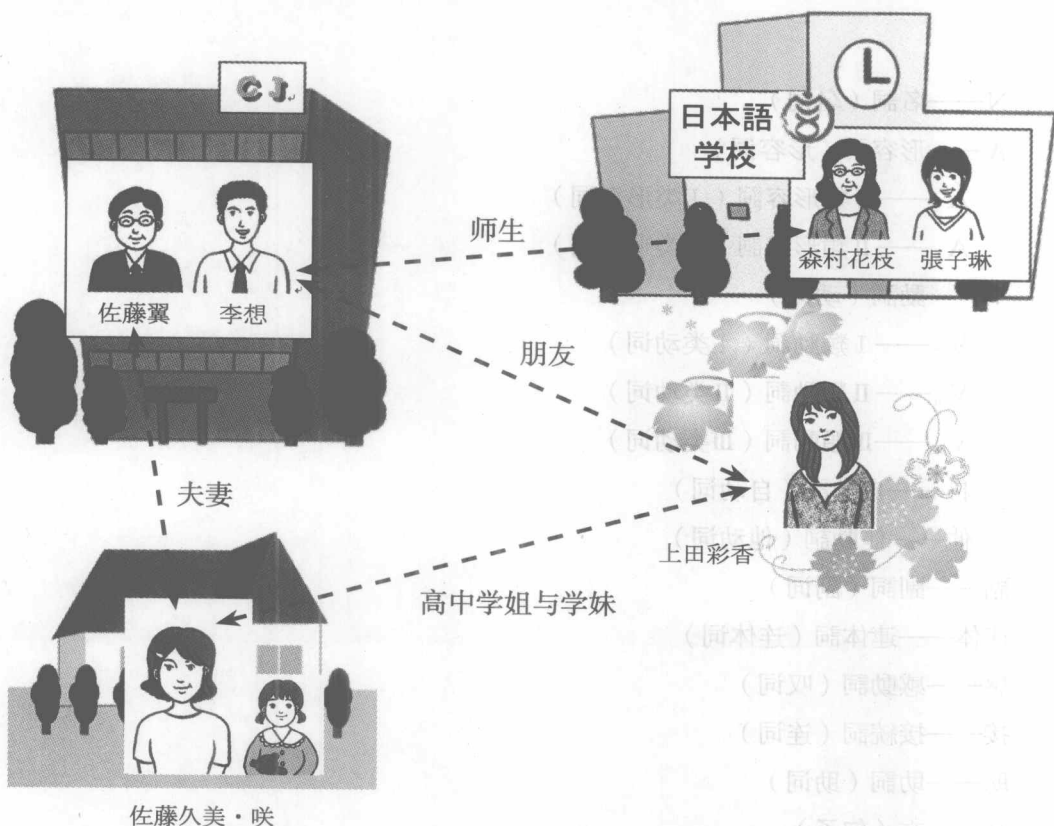 CJ
日本語
学校
佐藤翼 李想
森村花枝 張子琳
师生
朋友
夫妻
上田彩香
高中学姐与学妹
佐藤久美・咲